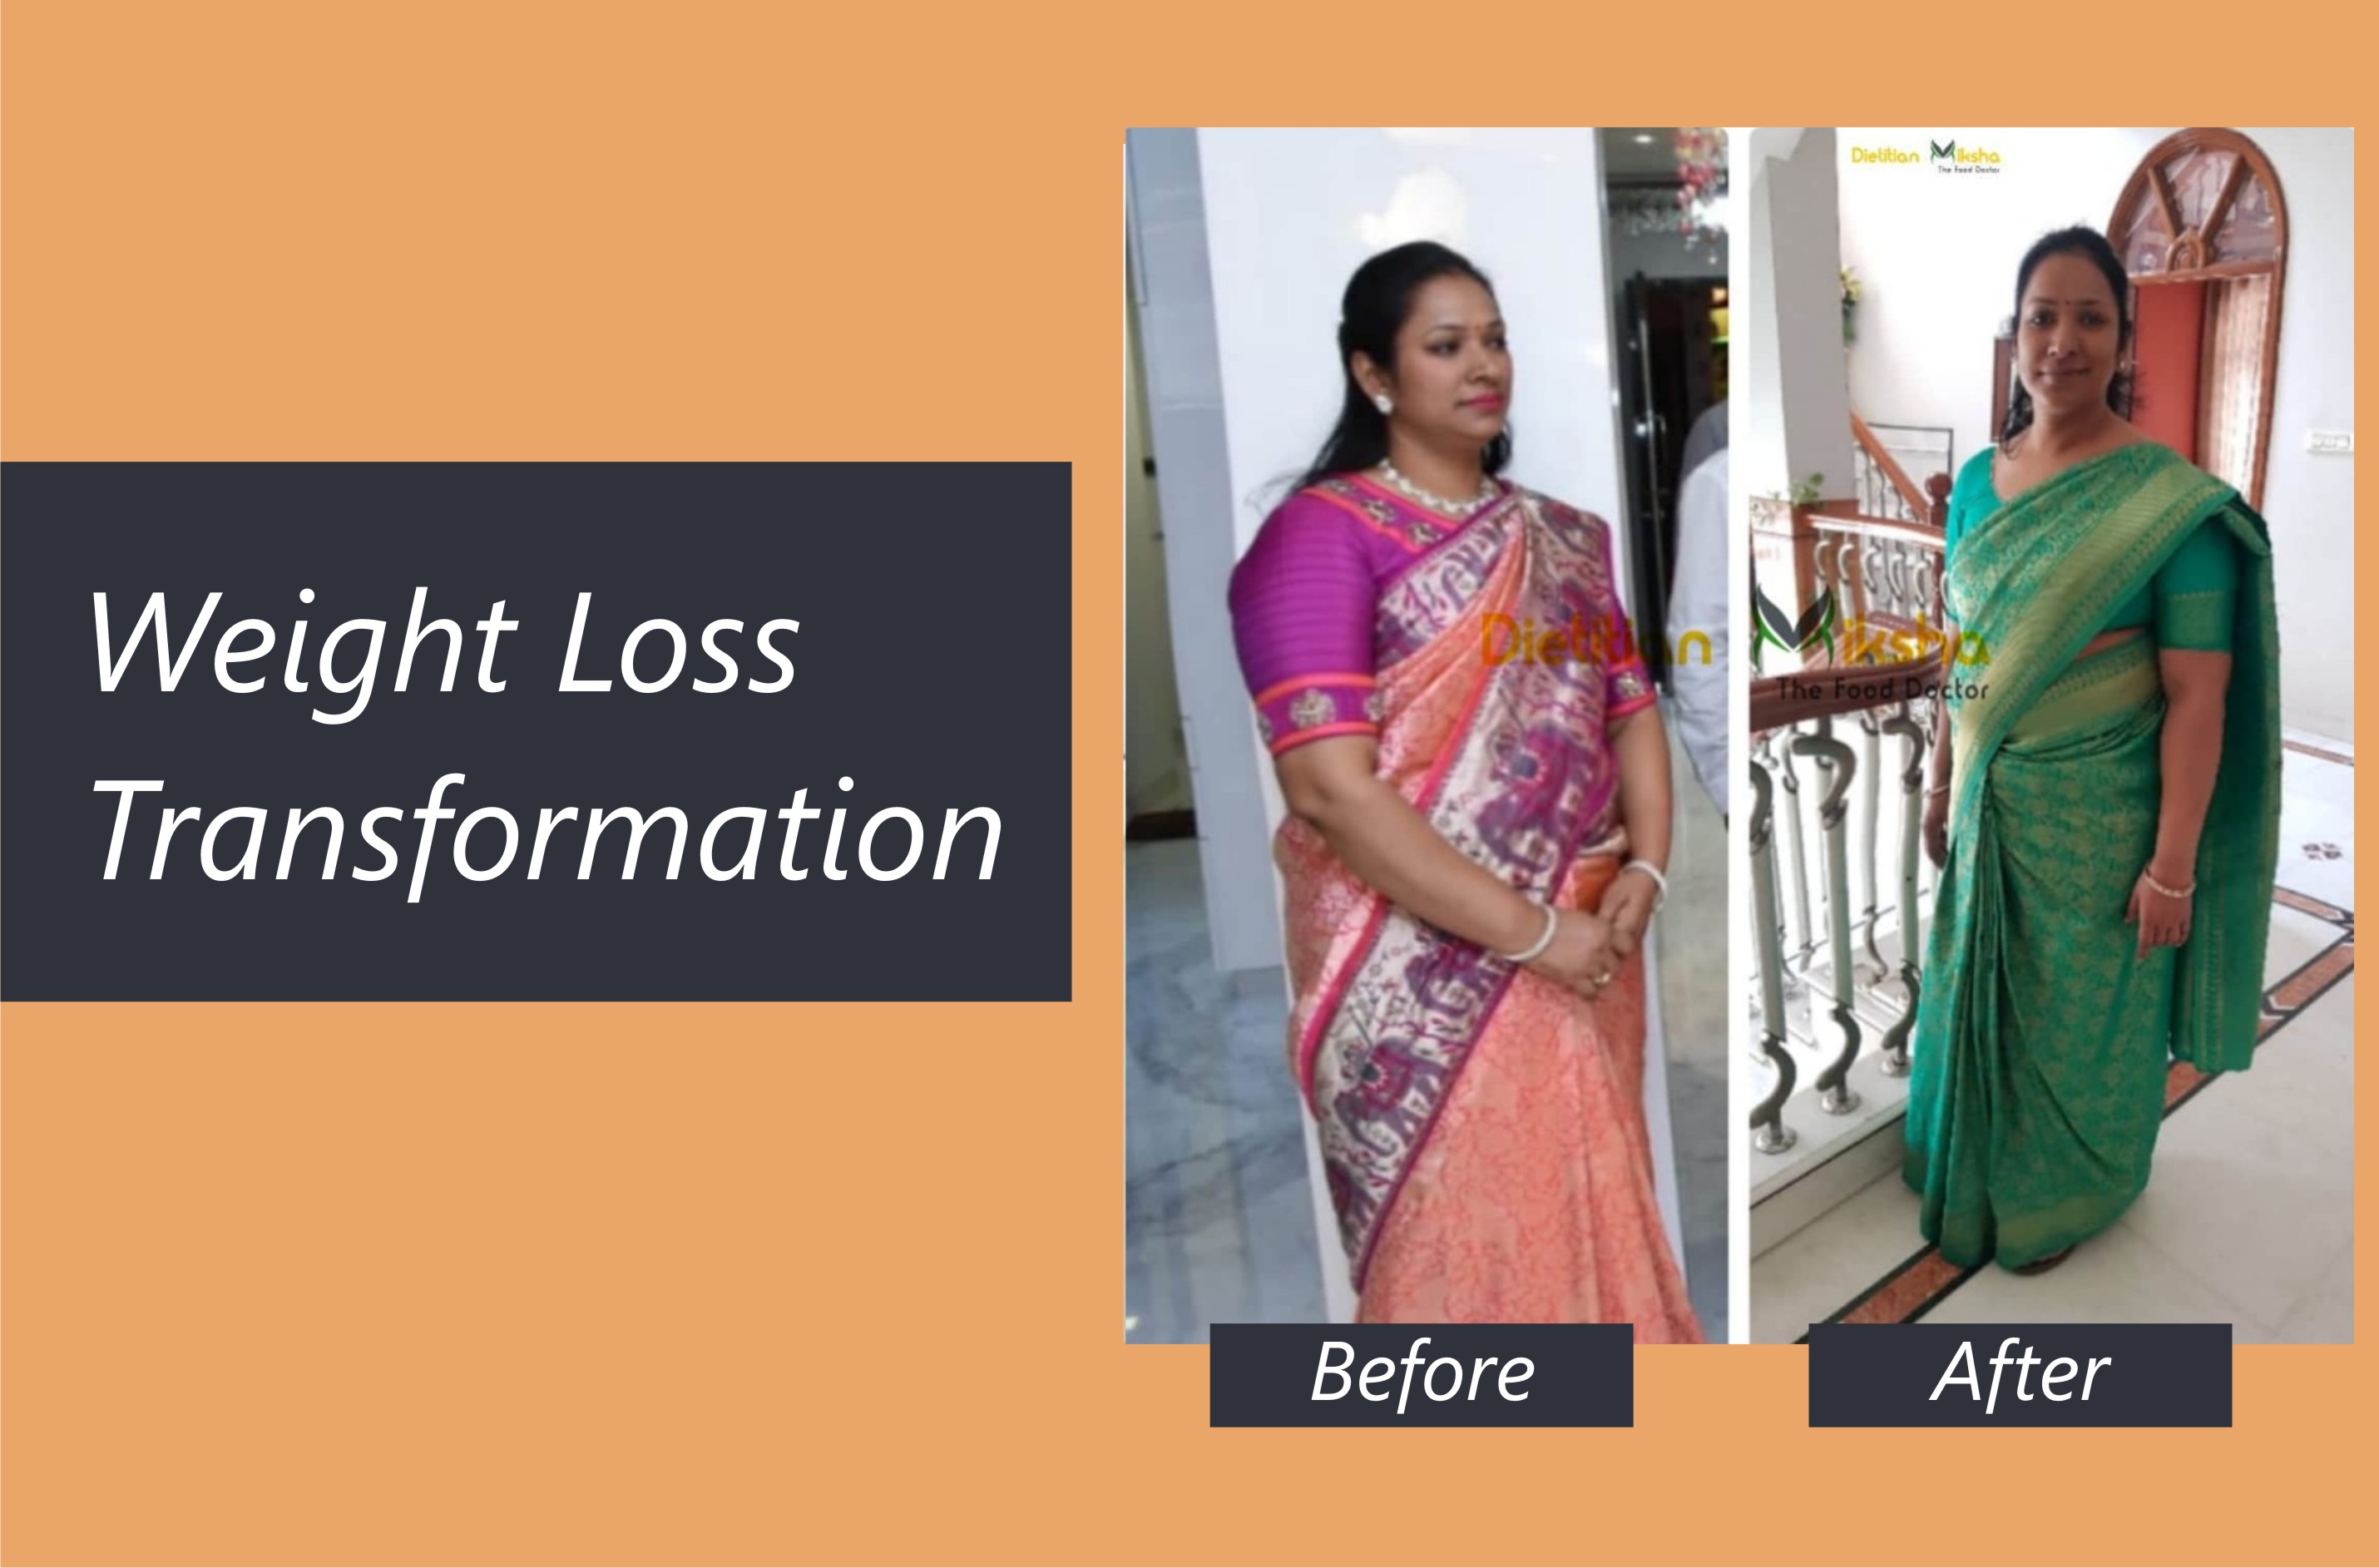 Weight Loss
Transformation
Dietitian Miksha
The Food Doctor
Dietitian Miksha
The Food Doctor
Before
After